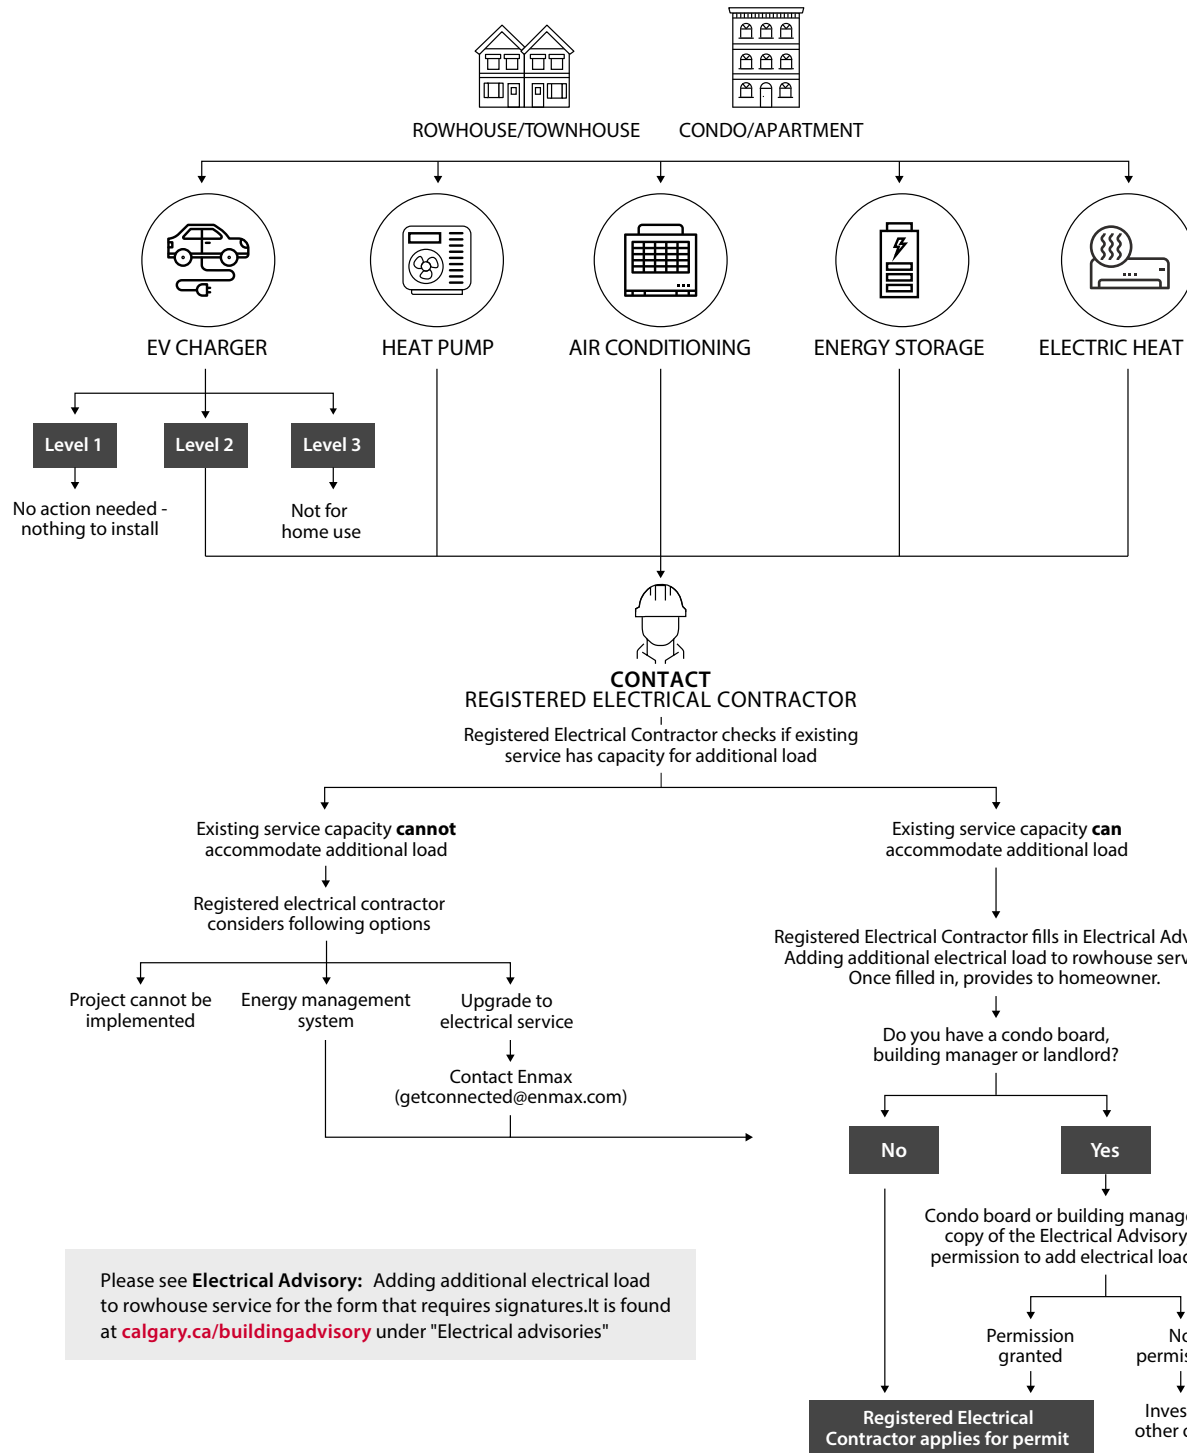 ROWHOUSE/TOWNHOUSE
CONDO/APARTMENT
EV CHARGER
HEAT PUMP
AIR CONDITIONING
ENERGY STORAGE
ELECTRIC HEAT
Level 1
Level 2
Level 3
No action needed -
nothing to install
Not for
home use
CONTACT
REGISTERED ELECTRICAL CONTRACTOR
Registered Electrical Contractor checks if existing
service has capacity for additional load
Existing service capacity cannot
accommodate additional load
Registered electrical contractor
considers following options
Project cannot be
implemented
Energy management
system
Upgrade to
electrical service
Contact Enmax
(getconnected@enmax.com)
Existing service capacity can
accommodate additional load
Registered Electrical Contractor fills in Electrical
Adding additional electrical load to rowhouse
Once filled in, provides to homeowner.
Do you have a condo board,
building manager or landlord?
No
Yes
Condo board or building
copy of the Electrical Advisory
permission to add electrical
Permission
granted
other
Registered Electrical
Contractor applies for permit
Please see Electrical Advisory: Adding additional electrical load
to rowhouse service for the form that requires signatures.It is found
at calgary.ca/buildingadvisory under "Electrical advisories"